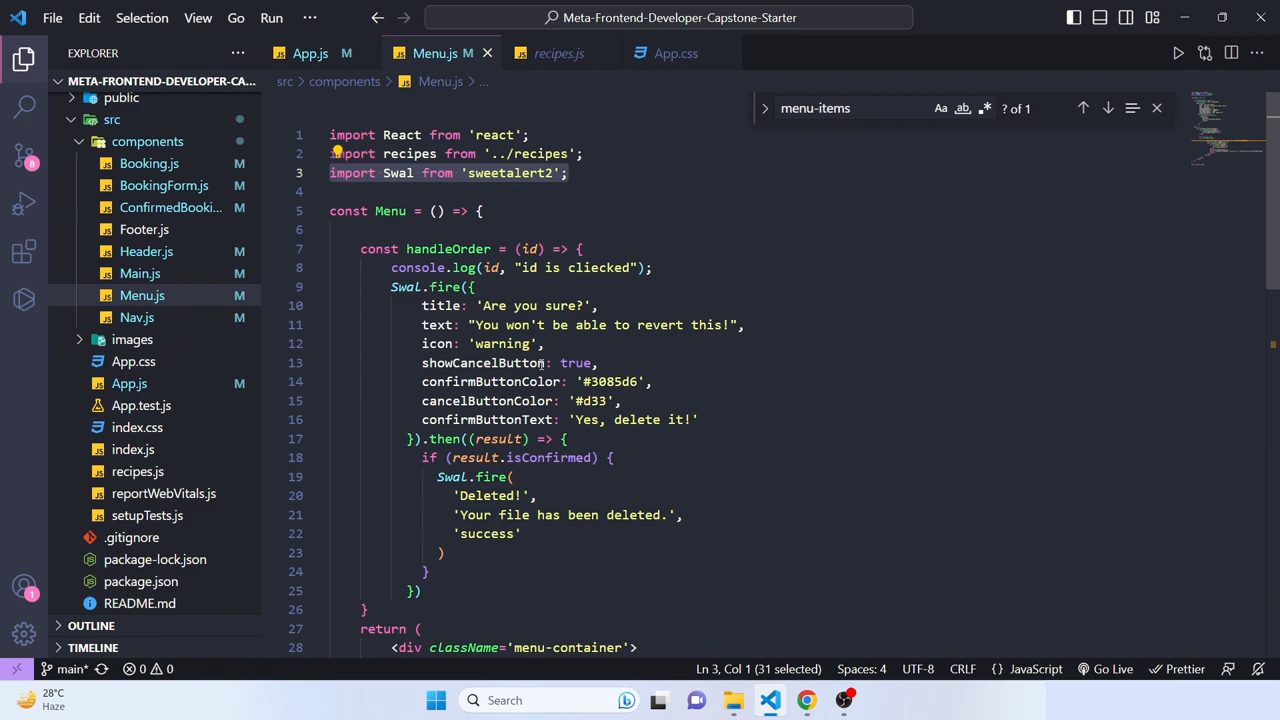 File Edit Selection View Go Run ··· Meta-Frontend-Developer-Capstone-Starter
EXPLORER ···
META-FRONTEND-DEVELOPER-CA...
public
src
components
Booking.js
BookingForm.js
ConfirmedBooki...
Footer.js
Header.js M
Main.js M
Menu.js M
Nav.js M
images
App.css
App.js M
App.test.js
index.css
index.js
recipes.js
reportWebVitals.js
setupTests.js
.gitignore
package-lock.json
package.json
README.md
OUTLINE
TIMELINE
8
1
App.js M Menu.js M recipes.js App.css
src > components > Menu.js > ...
menu-items Aa ab ? of 1
1 import React from 'react';
2 import recipes from '../recipes';
3 import Swal from 'sweetalert2';
4
5 const Menu = () => {
6
7 const handleOrder = (id) => {
8 console.log(id, "id is cliecked");
9 Swal.fire({
10 title: 'Are you sure?',
11 text: "You won't be able to revert this!",
12 icon: 'warning',
13 showCancelButton: true,
14 confirmButtonColor: '#3085d6',
15 cancelButtonColor: '#d33',
16 confirmButtonText: 'Yes, delete it!'
17 }).then((result) => {
18 if (result.isConfirmed) {
19 Swal.fire(
20 'Deleted!',
21 'Your file has been deleted.',
22 'success'
23 )
24 }
25 })
26 }
27 return (
28 <div className='menu-container'>
main* 0 0 Ln 3, Col 1 (31 selected) Spaces: 4 UTF-8 CRLF {} JavaScript Go Live Prettier
28°C
Haze
Search